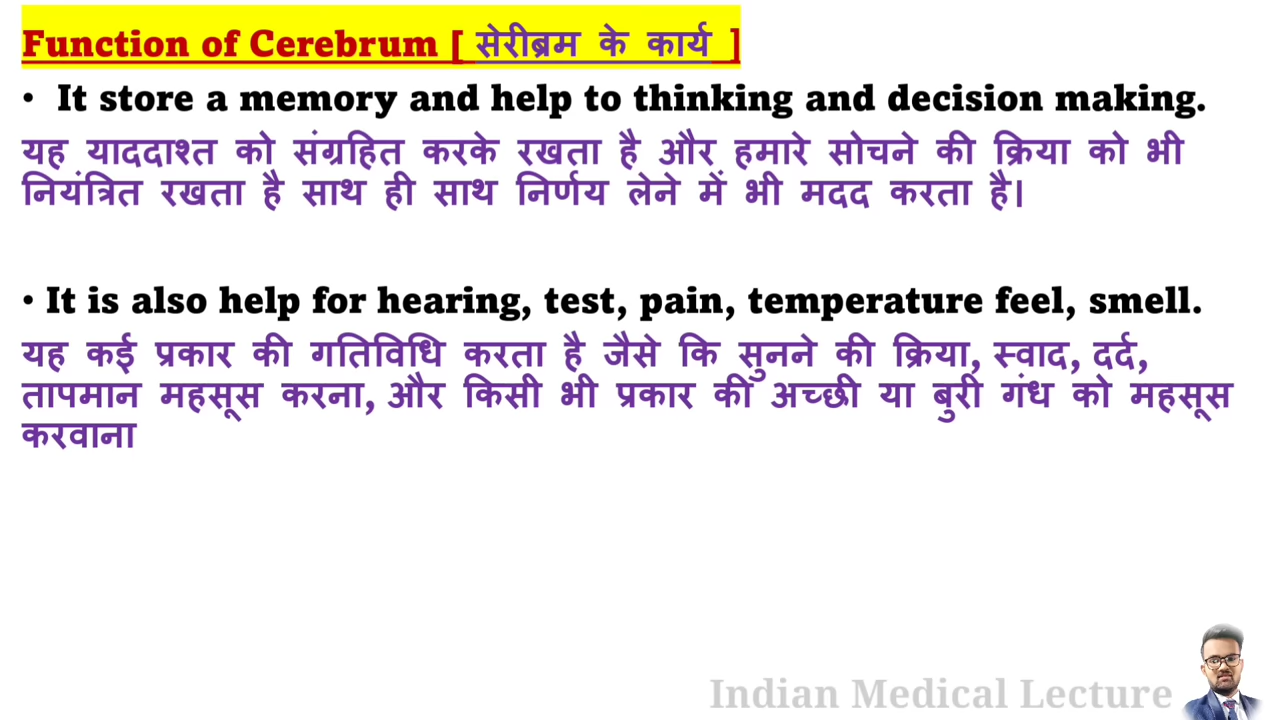 Function of Cerebrum [ सेरीब्रम के कार्य ]
• It store a memory and help to thinking and decision making.
यह याददाश्त को संग्रहित करके रखता है और हमारे सोचने की क्रिया को भी
नियंत्रित रखता है साथ ही साथ निर्णय लेने में भी मदद करता है।
• It is also help for hearing, test, pain, temperature feel, smell.
यह कई प्रकार की गतिविधि करता है जैसे कि सुनने की क्रिया, स्वाद, दर्द,
तापमान महसूस करना, और किसी भी प्रकार की अच्छी या बुरी गंध को महसूस
करवाना
Indian Medical Lecture